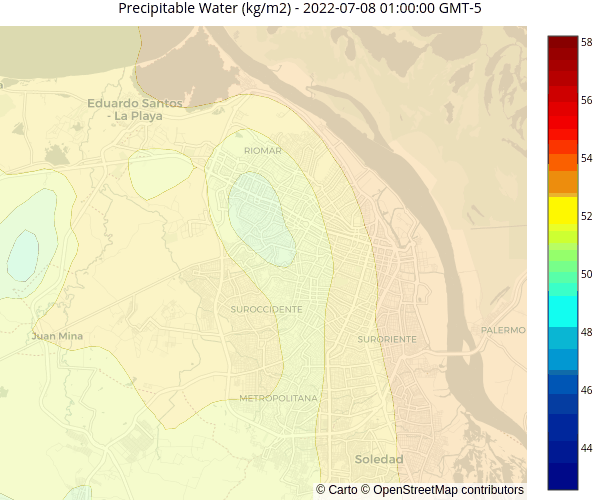 Precipitable Water (kg/m2) - 2022-07-08 01:00:00 GMT-5
58
56
54
52
50
48
46
44
Eduardo Santos
- La Playa
RIOMAR
SUROCCIDENTE
PALERMO
Juan Mina
SURORIENTE
METROPOLITANA
Soledad
© Carto © OpenStreetMap contributors